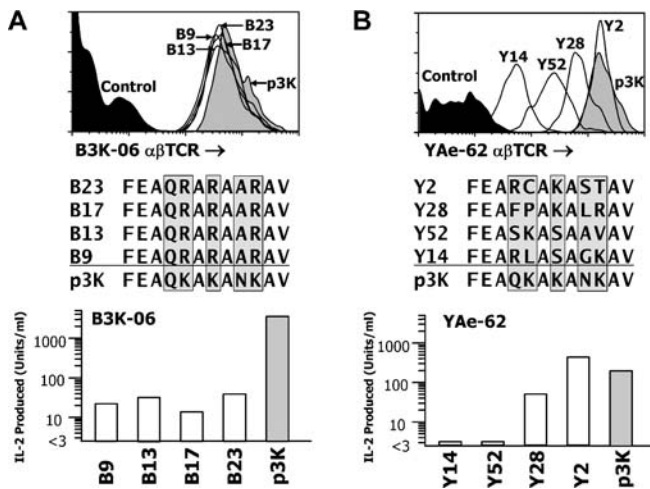 A
B23
B9
B17
B13
Control
p3K
B3K-06 αβTCR →
B23 FEAQRARAARAV
B17 FEAQRARAARAV
B13 FEAQRARAARAV
B9 FEAQRARAARAV
p3K FEAQKAKANKAV
B3K-06
IL-2 Produced (Units/ml)
1000
100
10
<3
B9 B13 B17 B23 p3K
B
Y2
Y28
Y14
Y52
Control
p3K
YAe-62 αβTCR →
Y2 FEARCAKASTAV
Y28 FEAFPAKALRAV
Y52 FEASKASAAVAV
Y14 FEARLASAGKAV
p3K FEAQKAKANKAV
YAe-62
IL-2 Produced (Units/ml)
1000
100
10
<3
Y14 Y52 Y28 Y2 p3K